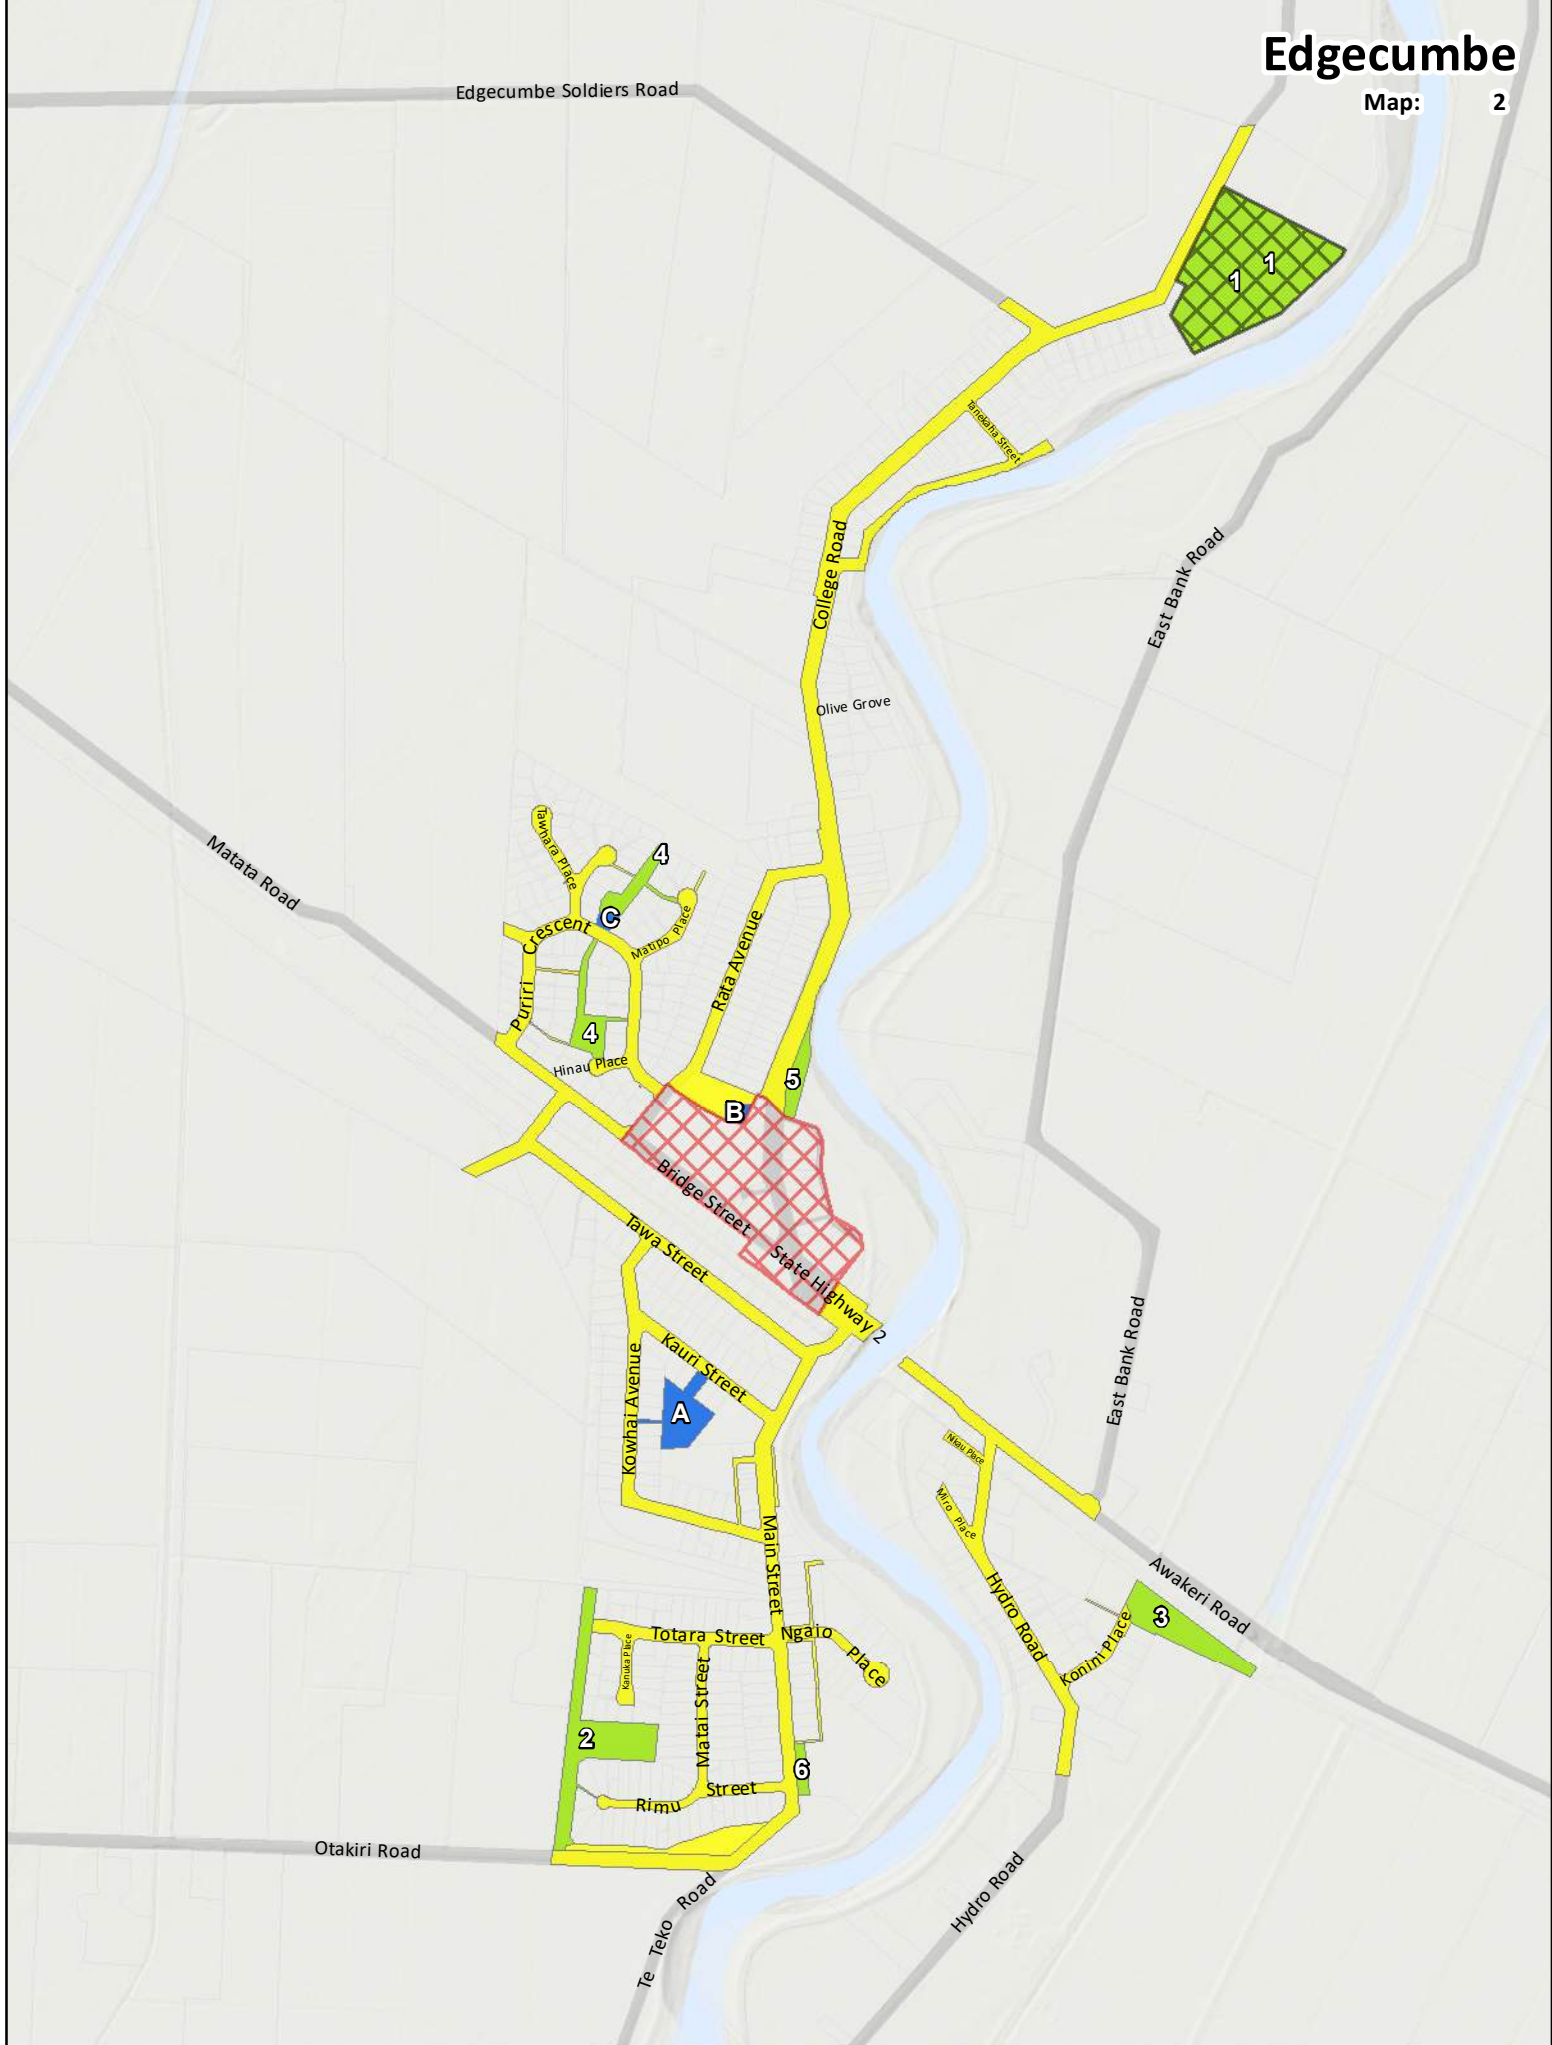 Edgecumbe
Map: 2
Edgecumbe Soldiers Road
1
1
Tanekaha Street
College Road
East Bank Road
Olive Grove
Matata Road
Tawhara Place
4
C
Crescent
Matipo Place
Rata Avenue
Puriri
4
Hinau Place
5
B
Bridge Street
Tawa Street
State Highway 2
Kauri Street
Kowhai Avenue
A
East Bank Road
Nikau Place
Miro Place
Main Street
Awakeri Road
Hydro Road
3
Konini Place
Totara Street
Ngaio Place
Kanuka Place
Matai Street
2
6
Rimu Street
Otakiri Road
Te Teko Road
Hydro Road